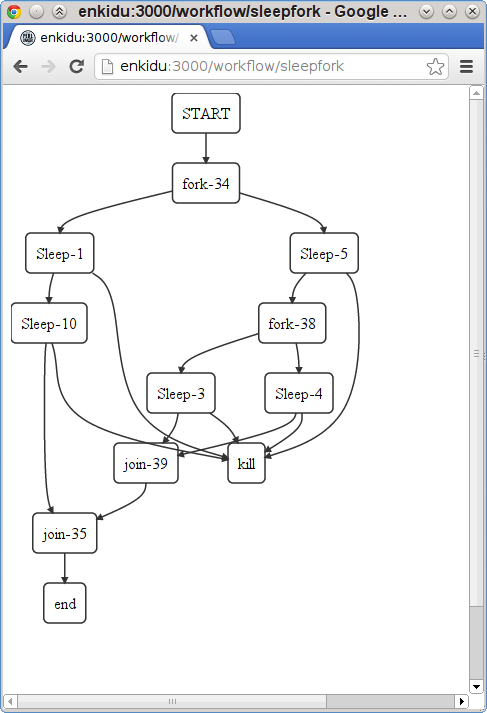 enkidu:3000/workflow/sleepfork - Google ...
enkidu:3000/workflow/
enkidu:3000/workflow/sleepfork
START
fork-34
Sleep-1
Sleep-5
Sleep-10
fork-38
Sleep-3
Sleep-4
join-39
kill
join-35
end